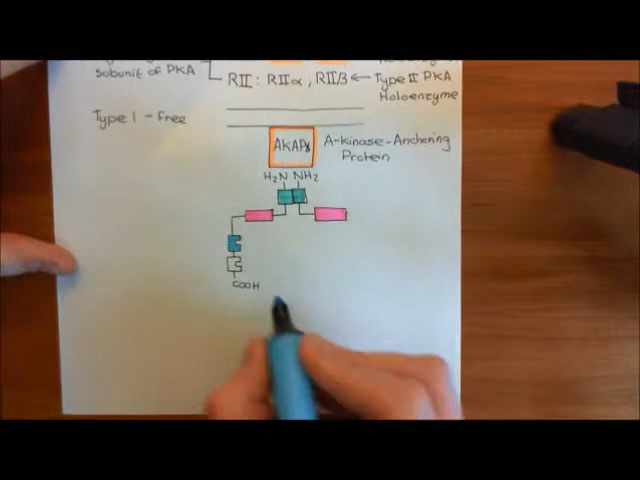 subunit of PKA
RII : RIIα, RIIβ ← Type II PKA
Holoenzyme
Type I - Free
AKAPs
A-kinase-Anchoring
Protein
H₂N NH₂
COOH